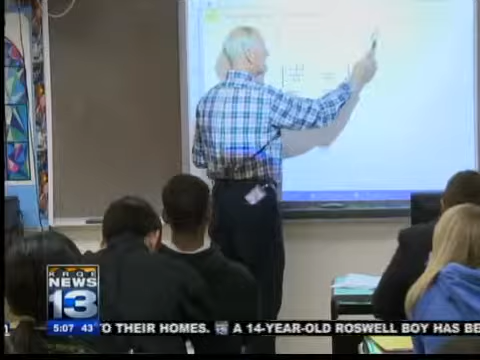 KRQE
NEWS
13
5:07 43
TO THEIR HOMES. A 14-YEAR-OLD ROSWELL BOY HAS BE